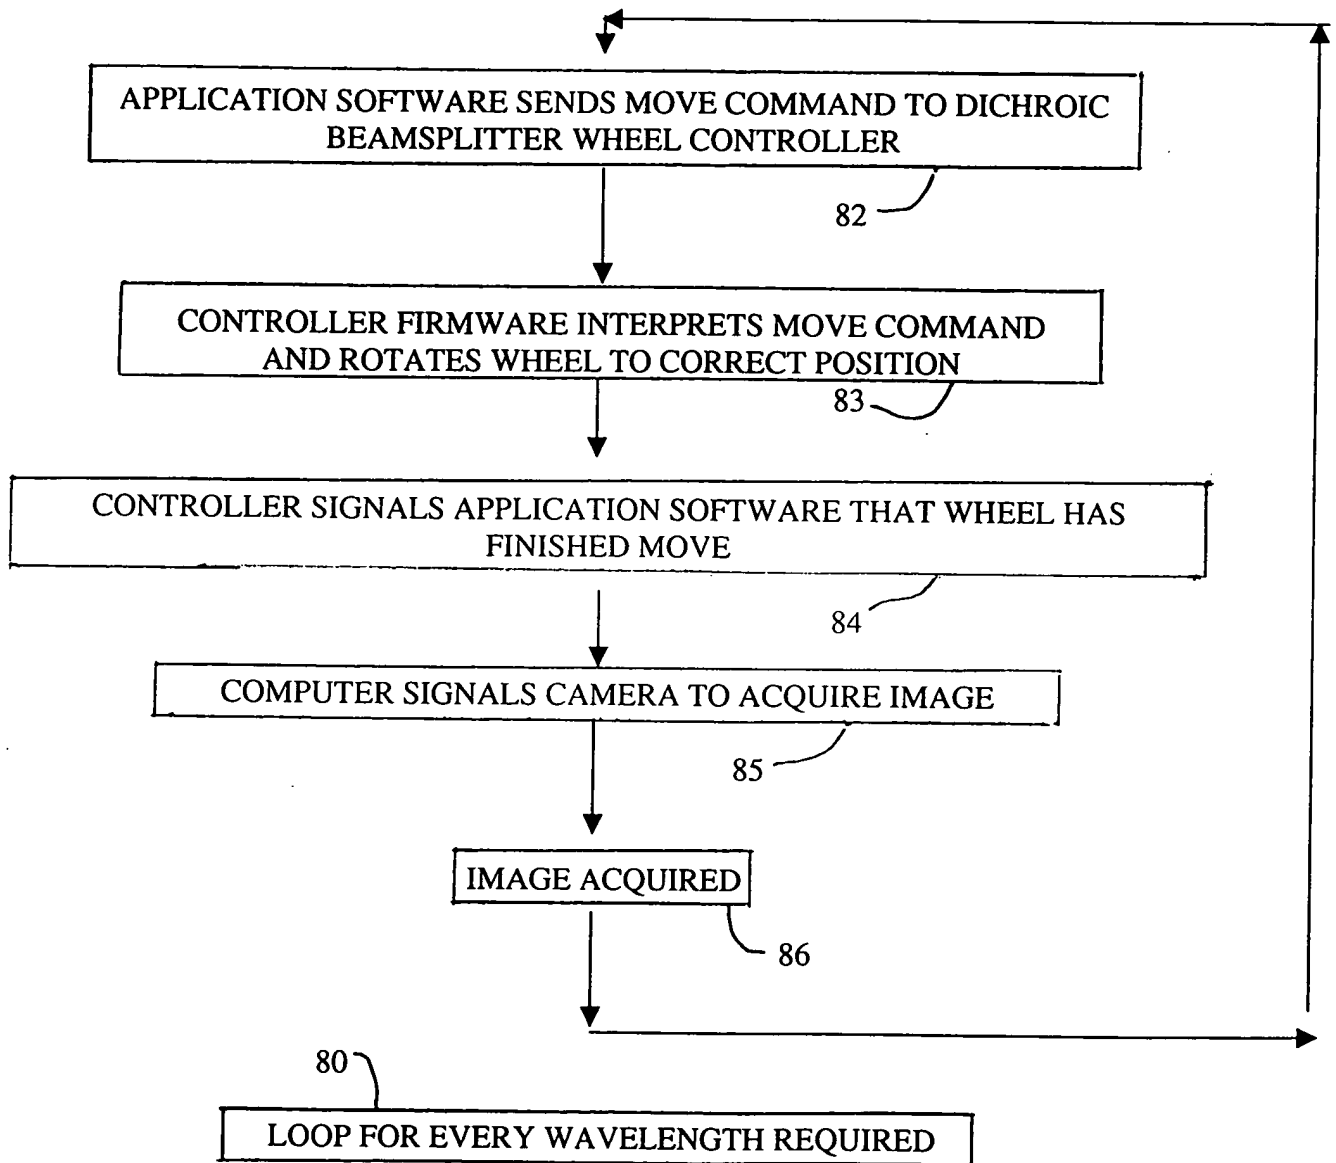 APPLICATION SOFTWARE SENDS MOVE COMMAND TO DICHROIC
BEAMSPLITTER WHEEL CONTROLLER
82
CONTROLLER FIRMWARE INTERPRETS MOVE COMMAND
AND ROTATES WHEEL TO CORRECT POSITION
83
CONTROLLER SIGNALS APPLICATION SOFTWARE THAT WHEEL HAS
FINISHED MOVE
84
COMPUTER SIGNALS CAMERA TO ACQUIRE IMAGE
85
IMAGE ACQUIRED
86
80
LOOP FOR EVERY WAVELENGTH REQUIRED